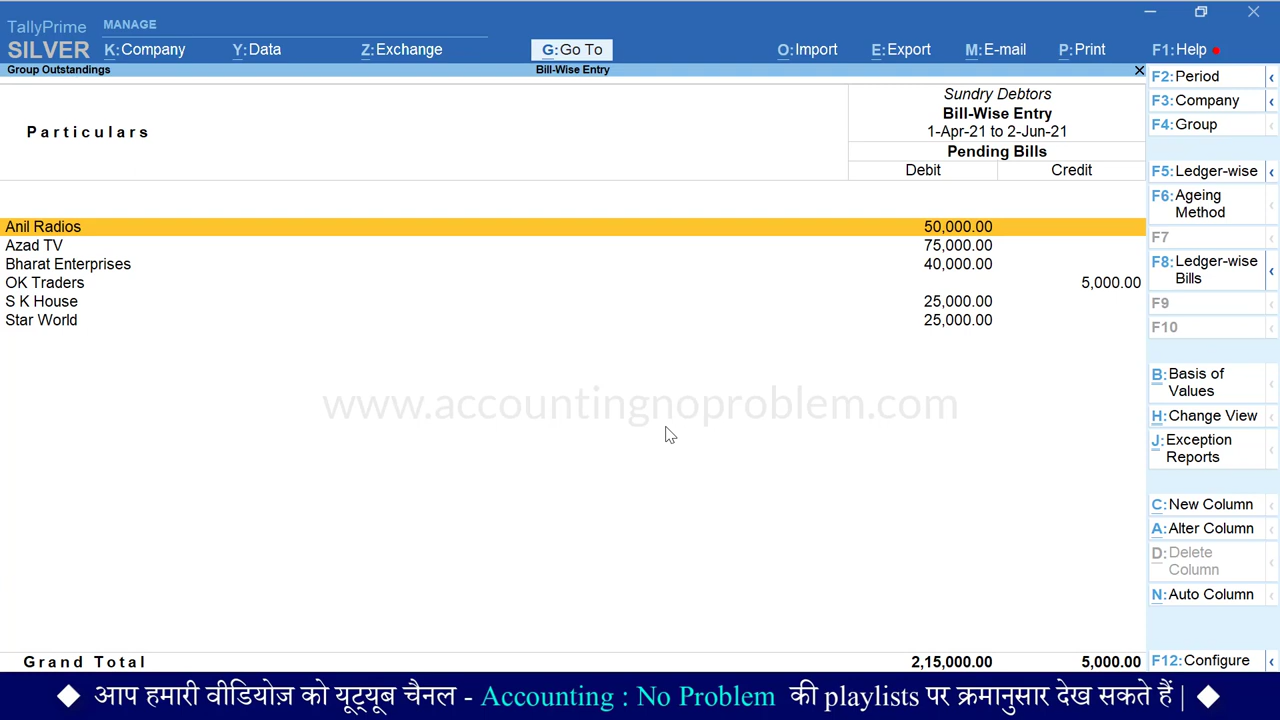 TallyPrime
MANAGE
SILVER K:Company Y:Data Z:Exchange G:Go To O:Import E:Export M:E-mail P:Print F1:Help
Group Outstandings Bill-Wise Entry
Particulars
Sundry Debtors
Bill-Wise Entry
1-Apr-21 to 2-Jun-21
Pending Bills
Debit Credit
Anil Radios 50,000.00
Azad TV 75,000.00
Bharat Enterprises 40,000.00
OK Traders 5,000.00
S K House 25,000.00
Star World 25,000.00
www.accountingnoproblem.com
Grand Total 2,15,000.00 5,000.00
F2:Period
F3:Company
F4:Group
F5:Ledger-wise
F6:Ageing
Method
F7
F8:Ledger-wise
Bills
F9
F10
B:Basis of
Values
H:Change View
J:Exception
Reports
C:New Column
A:Alter Column
D:Delete
Column
N:Auto Column
F12:Configure
आप हमारी वीडियोज़ को यूट्यूब चैनल - Accounting : No Problem की playlists पर क्रमानुसार देख सकते हैं |